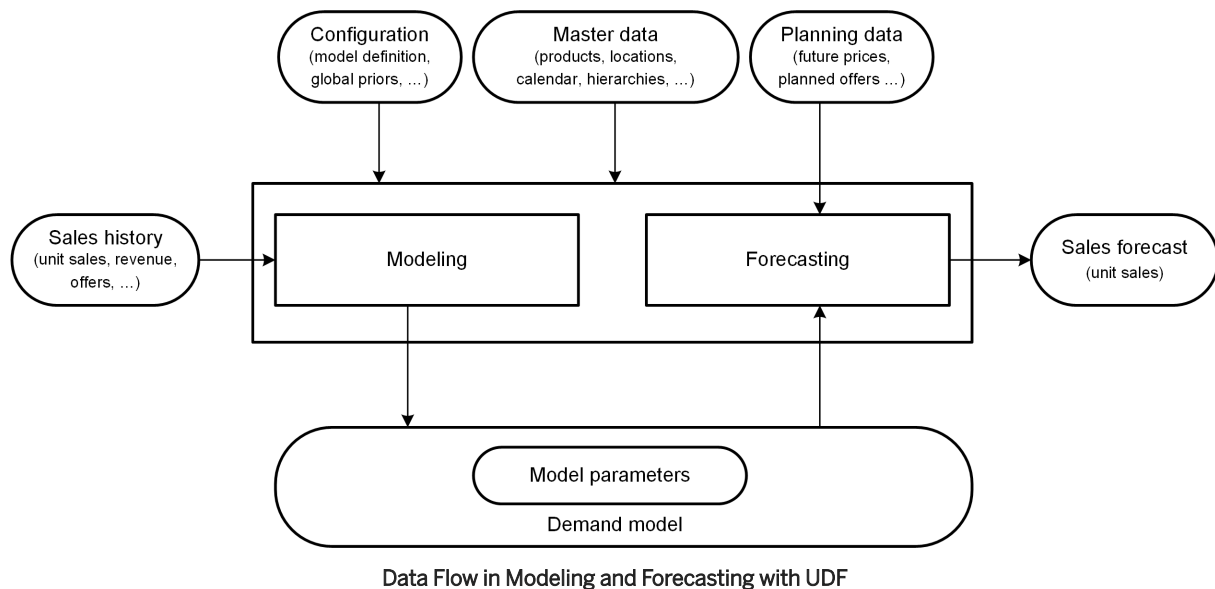 Configuration
(model definition,
global priors, …)
Master data
(products, locations,
calendar, hierarchies, …)
Planning data
(future prices,
planned offers …)
Sales history
(unit sales, revenue,
offers, …)
Modeling
Forecasting
Sales forecast
(unit sales)
Model parameters
Demand model
Data Flow in Modeling and Forecasting with UDF